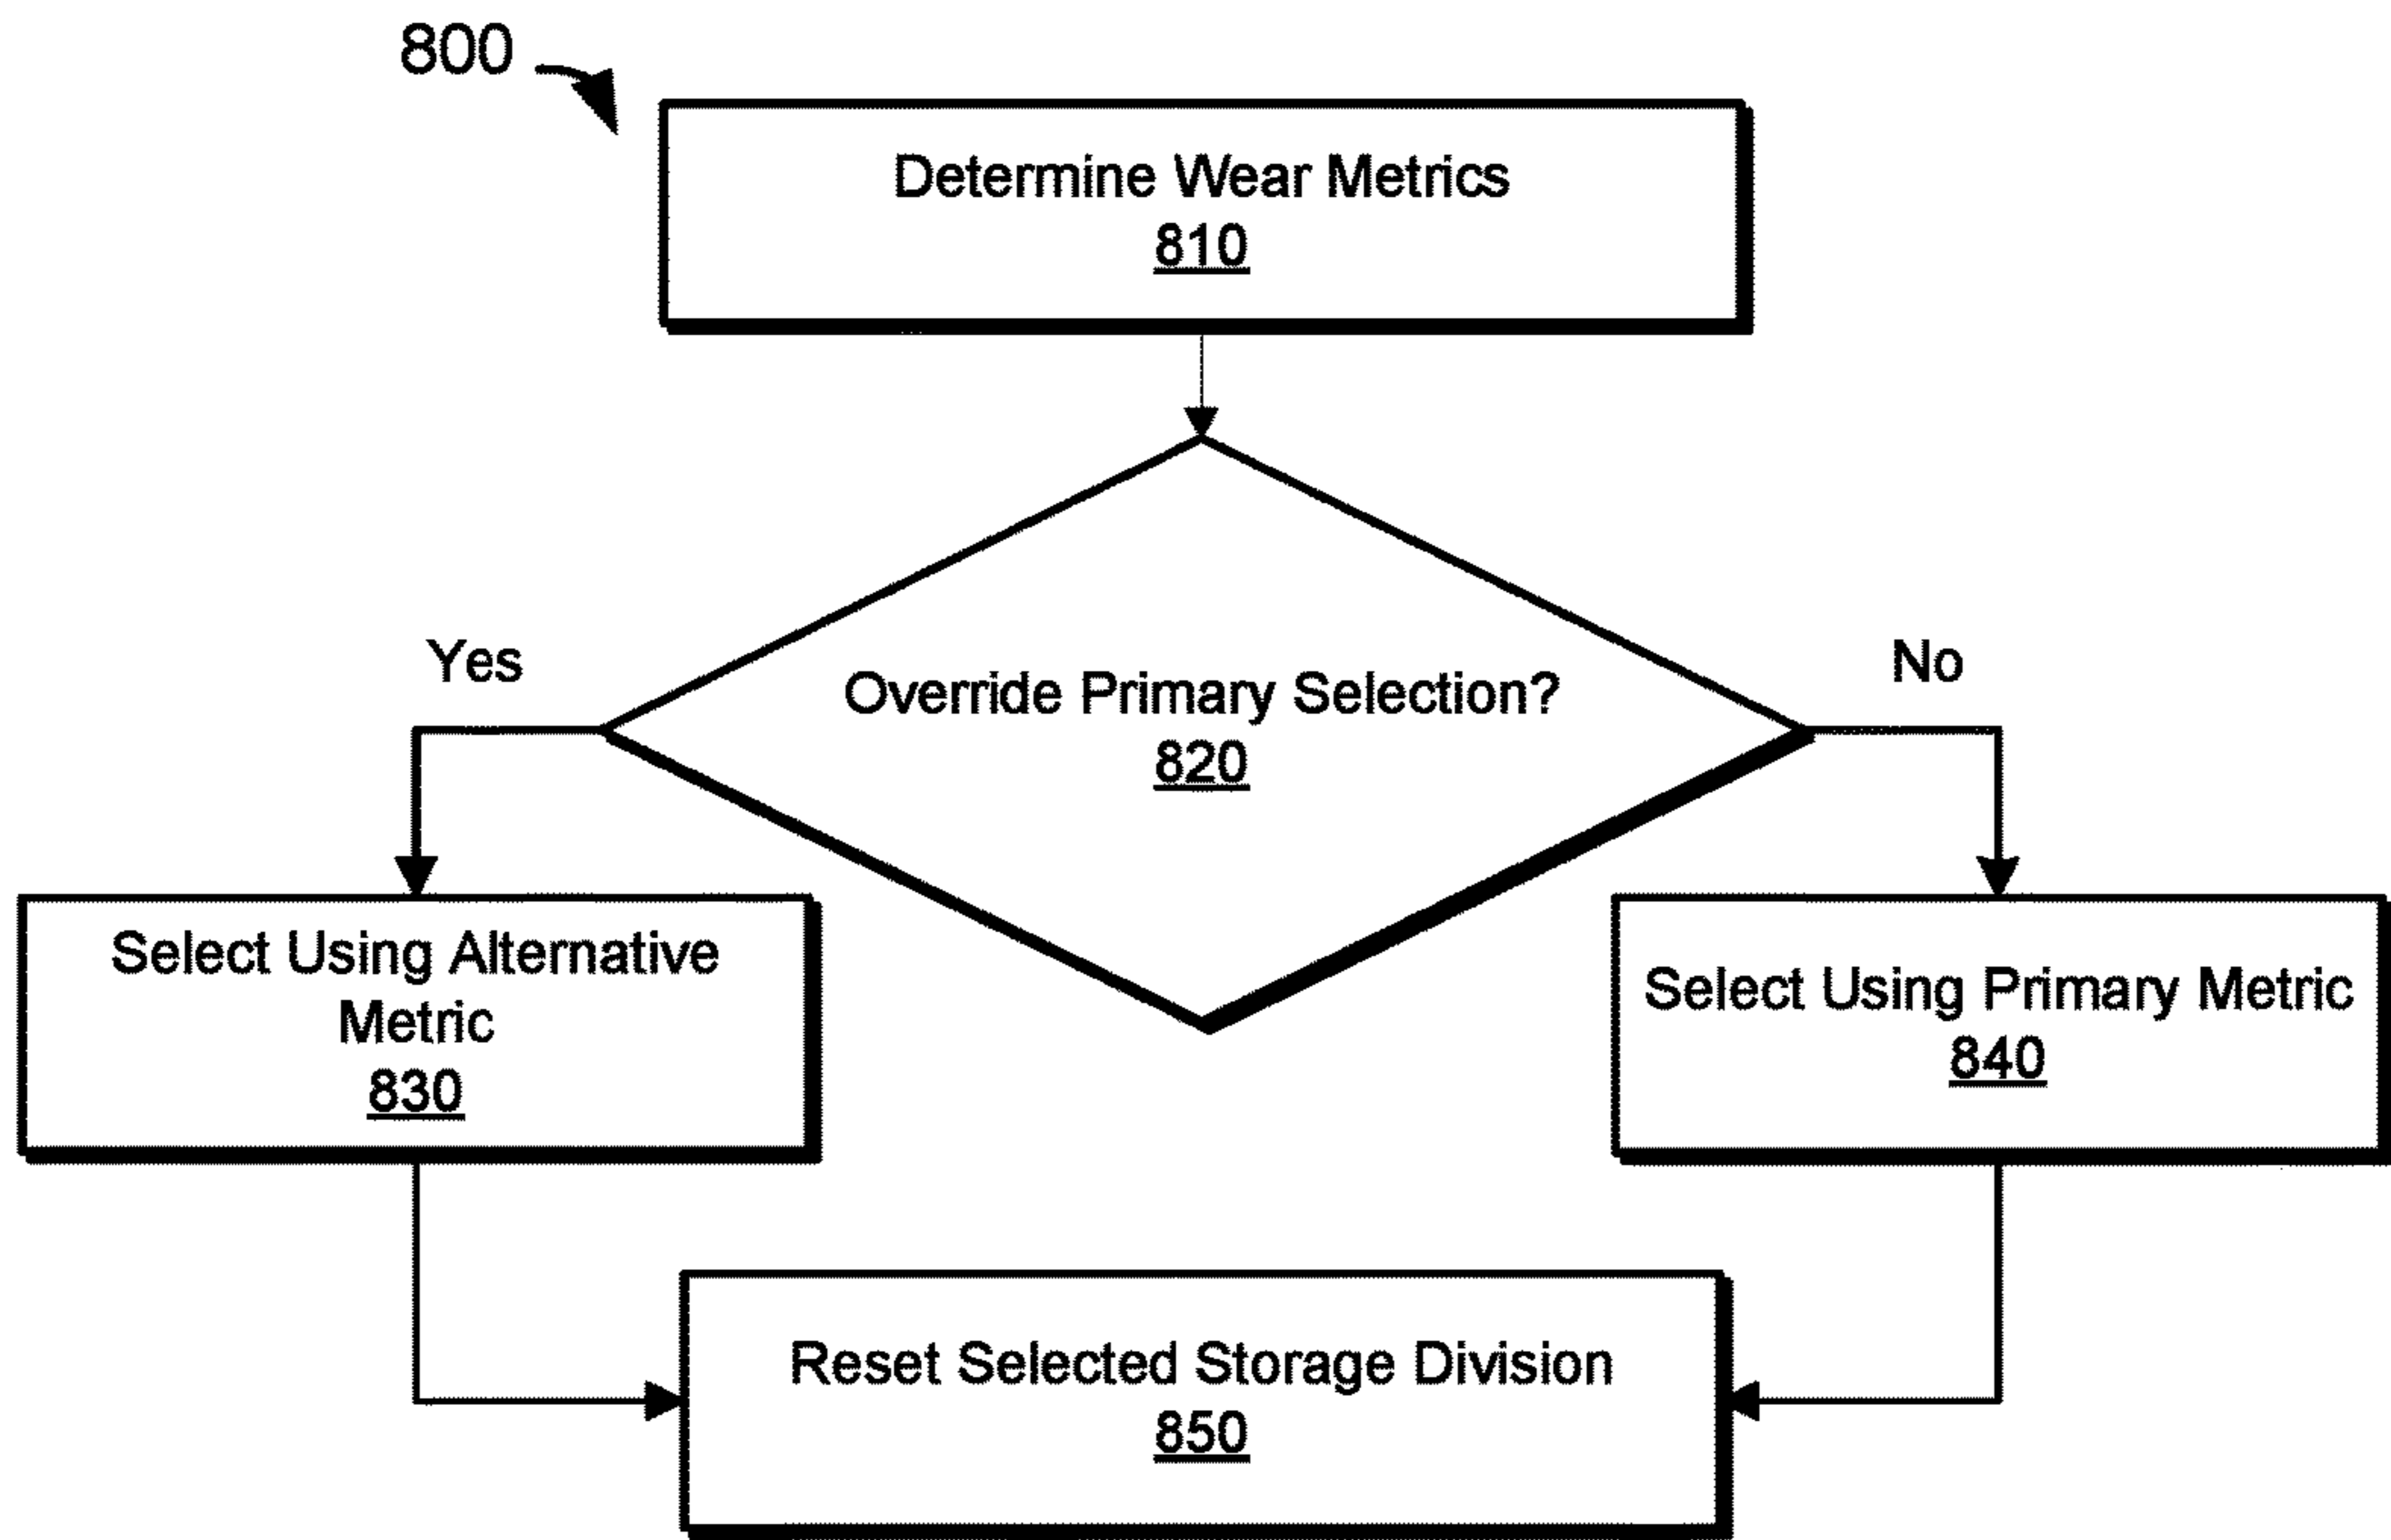 800
Determine Wear Metrics
810
Override Primary Selection?
820
Yes
No
Select Using Alternative
Metric
830
Select Using Primary Metric
840
Reset Selected Storage Division
850